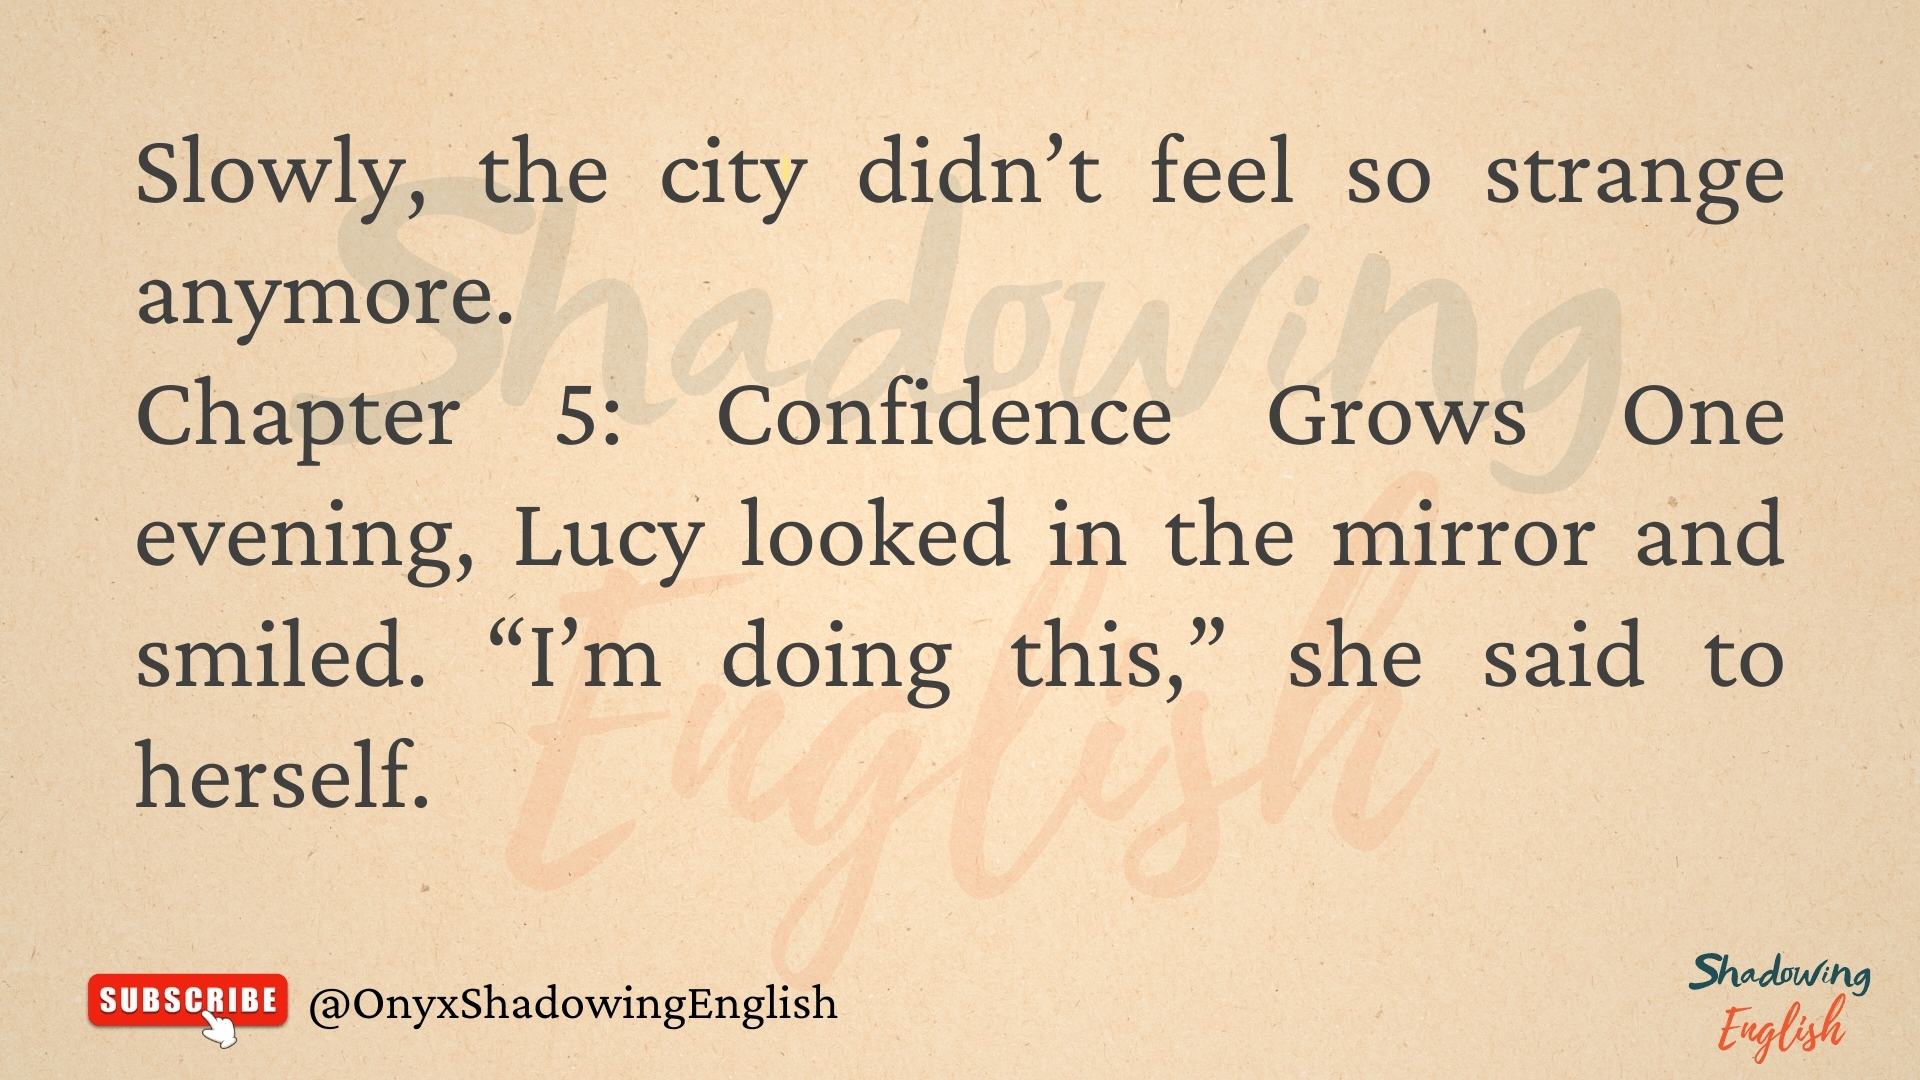 Slowly, the city didn’t feel so strange
anymore.
Chapter 5: Confidence Grows One
evening, Lucy looked in the mirror and
smiled. “I’m doing this,” she said to
herself.
Shadowing
English
SUBSCRIBE
@OnyxShadowingEnglish
Shadowing
English